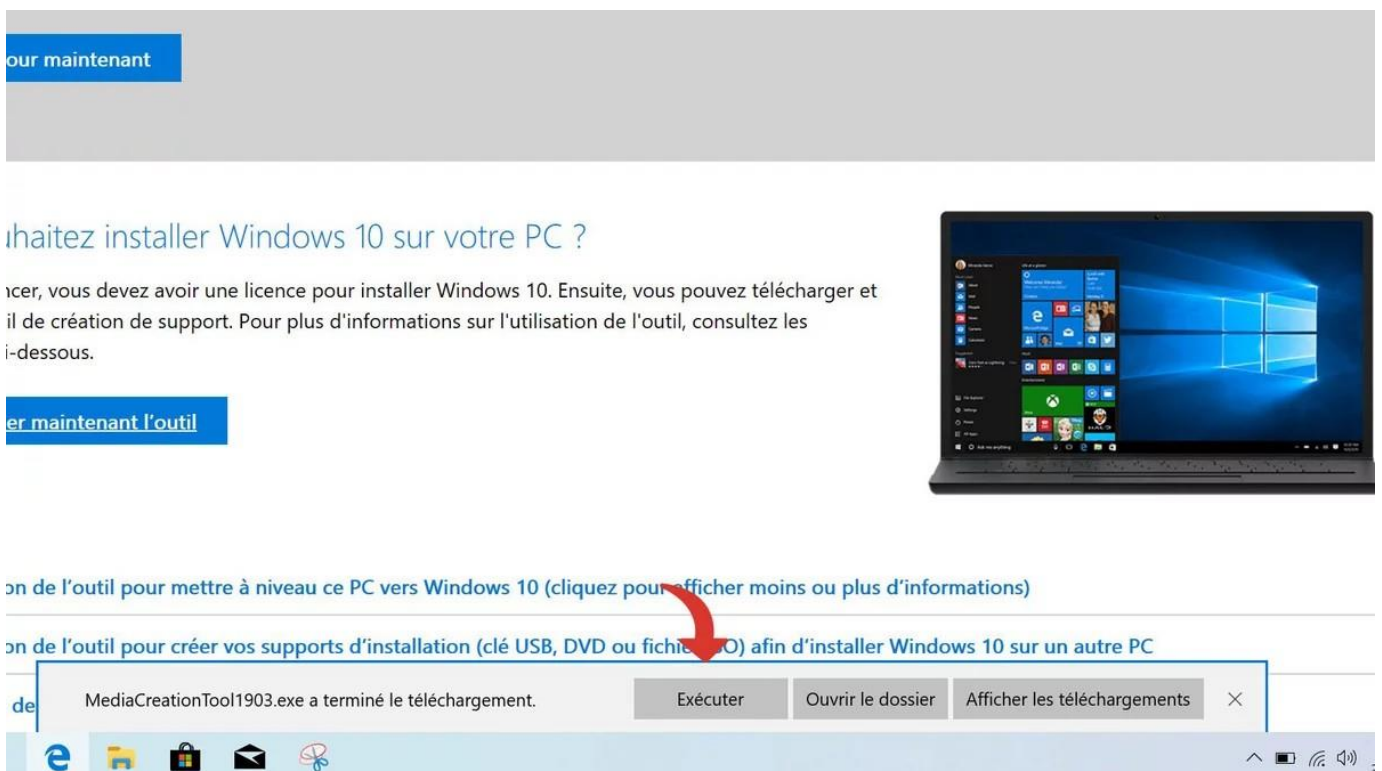 our maintenant
uhaitez installer Windows 10 sur votre PC ?
ncer, vous devez avoir une licence pour installer Windows 10. Ensuite, vous pouvez télécharger et
il de création de support. Pour plus d'informations sur l'utilisation de l'outil, consultez les
i-dessous.
er maintenant l'outil
on de l'outil pour mettre à niveau ce PC vers Windows 10 (cliquez pour afficher moins ou plus d'informations)
on de l'outil pour créer vos supports d'installation (clé USB, DVD ou fichier ISO) afin d'installer Windows 10 sur un autre PC
de
MediaCreationTool1903.exe a terminé le téléchargement.
Exécuter
Ouvrir le dossier
Afficher les téléchargements